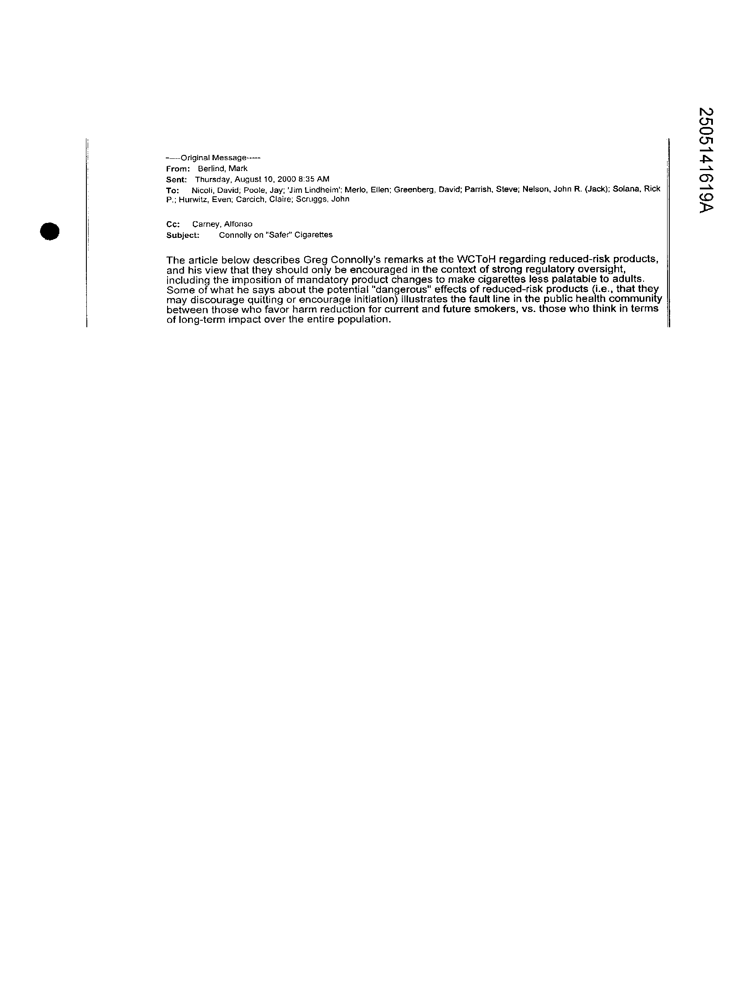 -----Original Message-----
From: Berlind, Mark
Sent: Thursday, August 10, 2000 8:35 AM
To: Nicoli, David; Poole, Jay; 'Jim Lindheim'; Merlo, Ellen; Greenberg, David; Parrish, Steve; Nelson, John R. (Jack); Solana, Rick
P.; Hurwitz, Even; Carcich, Claire; Scruggs, John
Cc: Carney, Alfonso
Subject: Connolly on "Safer" Cigarettes
The article below describes Greg Connolly's remarks at the WCToH regarding reduced-risk products,
and his view that they should only be encouraged in the context of strong regulatory oversight,
including the imposition of mandatory product changes to make cigarettes less palatable to adults.
Some of what he says about the potential "dangerous" effects of reduced-risk products (i.e., that they
may discourage quitting or encourage initiation) illustrates the fault line in the public health community
between those who favor harm reduction for current and future smokers, vs. those who think in terms
of long-term impact over the entire population.
2505141619A